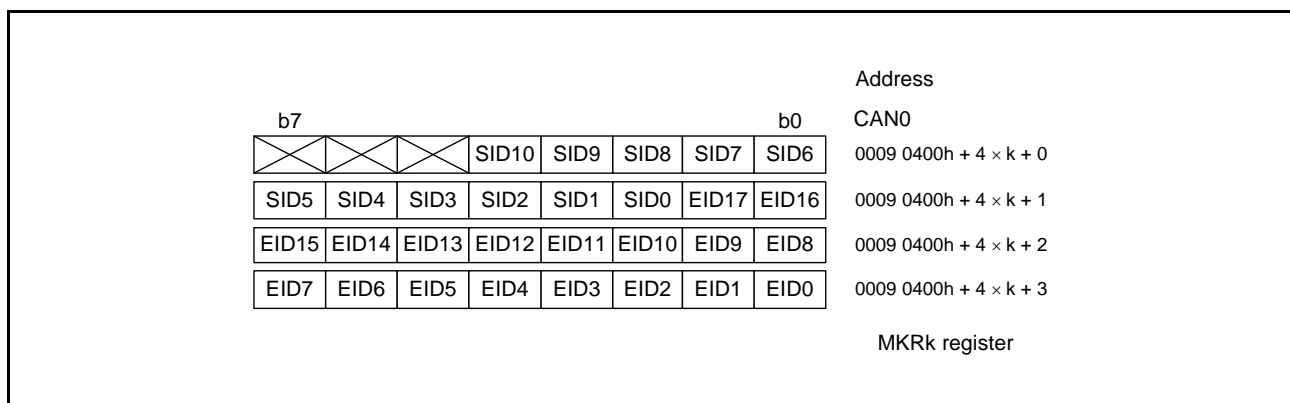 Address
b7 b0 CAN0
SID10 SID9 SID8 SID7 SID6 0009 0400h + 4 × k + 0
SID5 SID4 SID3 SID2 SID1 SID0 EID17 EID16 0009 0400h + 4 × k + 1
EID15 EID14 EID13 EID12 EID11 EID10 EID9 EID8 0009 0400h + 4 × k + 2
EID7 EID6 EID5 EID4 EID3 EID2 EID1 EID0 0009 0400h + 4 × k + 3
MKRk register